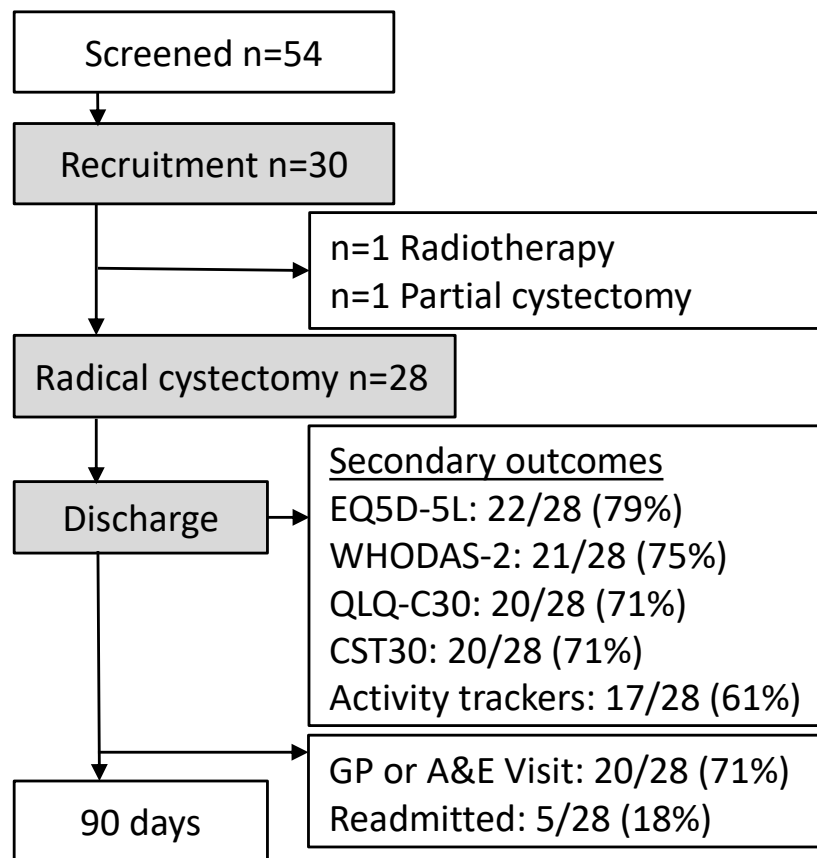 Screened n=54
Recruitment n=30
n=1 Radiotherapy
n=1 Partial cystectomy
Radical cystectomy n=28
Discharge
Secondary outcomes
EQ5D-5L: 22/28 (79%)
WHODAS-2: 21/28 (75%)
QLQ-C30: 20/28 (71%)
CST30: 20/28 (71%)
Activity trackers: 17/28 (61%)
GP or A&E Visit: 20/28 (71%)
Readmitted: 5/28 (18%)
90 days